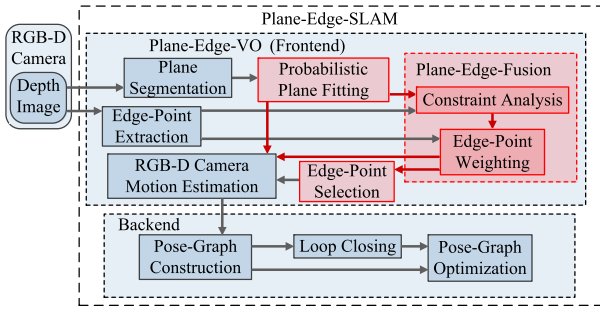 Plane-Edge-SLAM
RGB-D
Camera
Depth
Image
Plane-Edge-VO (Frontend)
Plane
Segmentation
Probabilistic
Plane Fitting
Plane-Edge-Fusion
Constraint Analysis
Edge-Point
Extraction
Edge-Point
Weighting
RGB-D Camera
Motion Estimation
Edge-Point
Selection
Backend
Pose-Graph
Construction
Loop Closing
Pose-Graph
Optimization